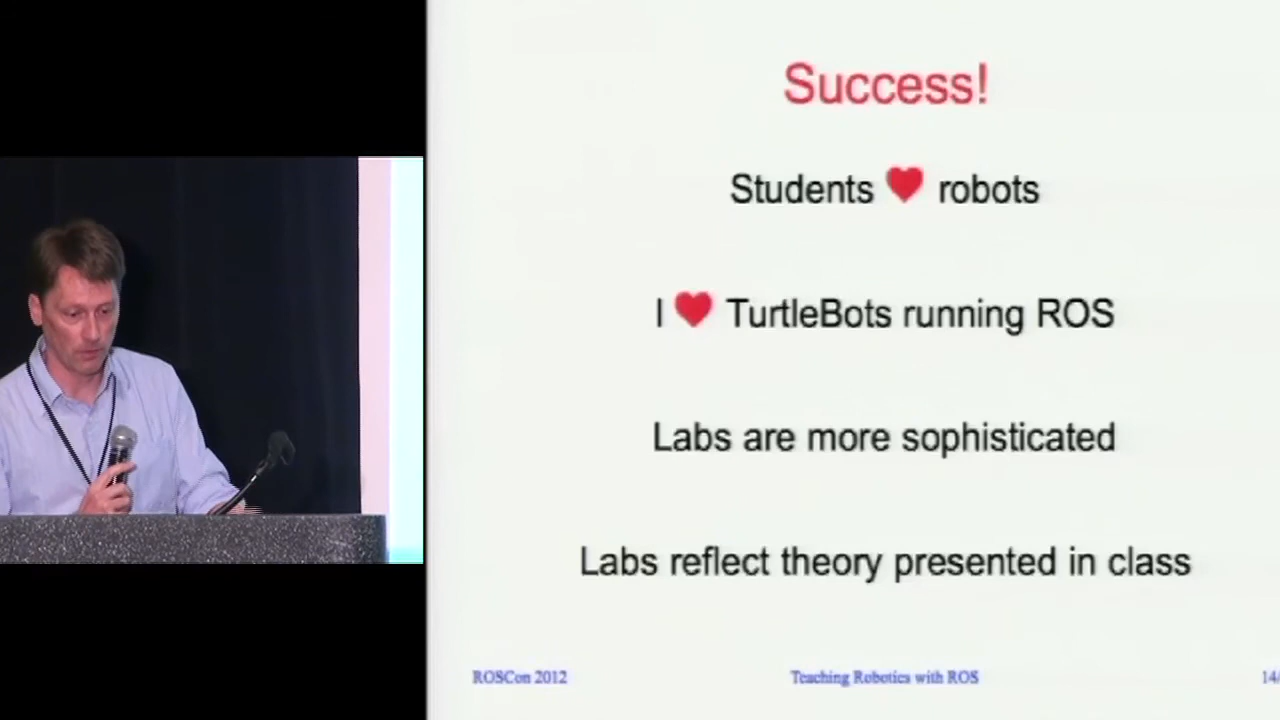 Success!
Students ❤ robots
I ❤ TurtleBots running ROS
Labs are more sophisticated
Labs reflect theory presented in class
ROSCon 2012
Teaching Robotics with ROS
14/